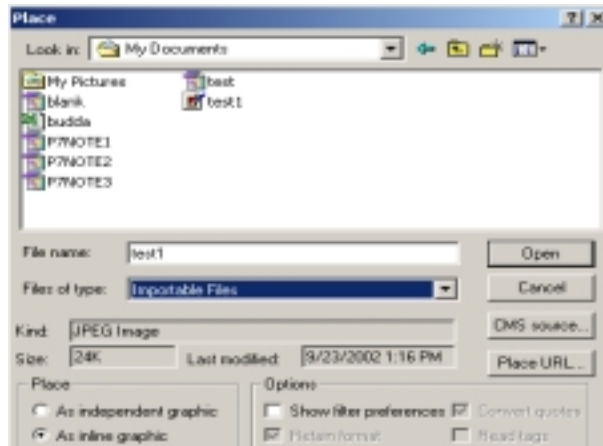 Place
Look in: My Documents
My Pictures
blank
budda
P7NOTE1
P7NOTE2
P7NOTE3
test
test1
File name: test1 Open
Files of type: Importable Files Cancel
Kind: JPEG Image CMS source...
Size: 24K Last modified: 9/23/2002 1:16 PM Place URL...
Place Options
As independent graphic Show filter preferences Convert quotes
As inline graphic Retain format Read tags